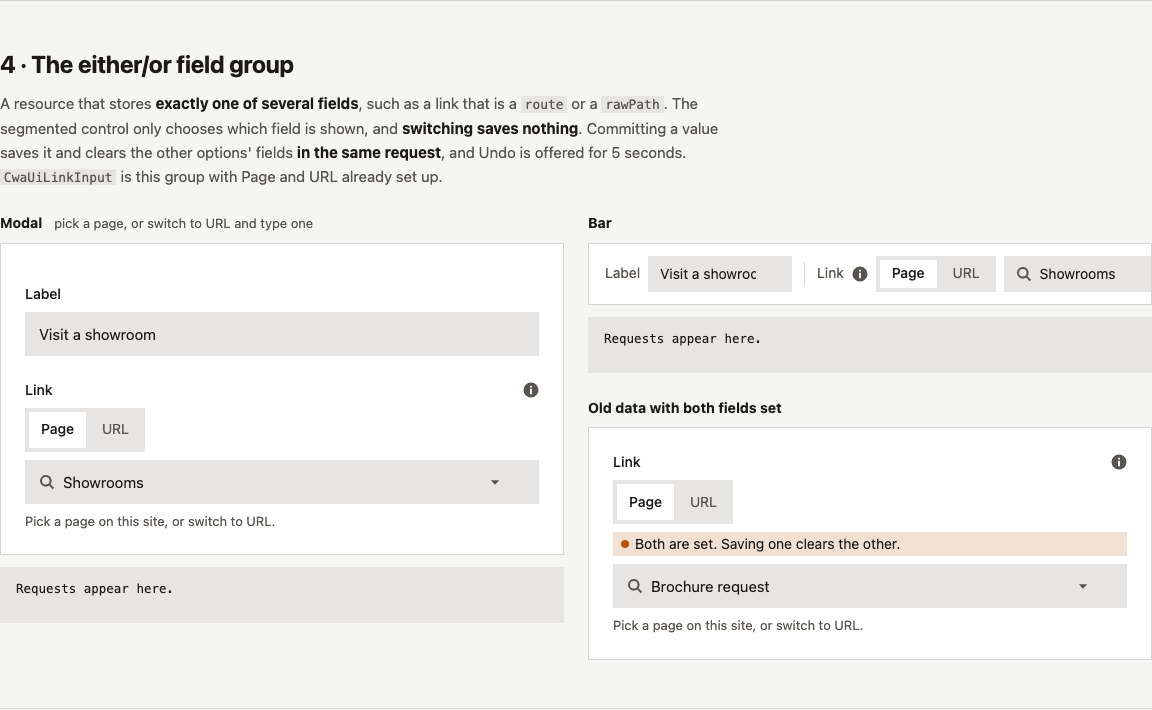 4 · The either/or field group
A resource that stores exactly one of several fields, such as a link that is a route or a rawPath. The
segmented control only chooses which field is shown, and switching saves nothing. Committing a value
saves it and clears the other options' fields in the same request, and Undo is offered for 5 seconds.
CwaUiLinkInput is this group with Page and URL already set up.
Modal pick a page, or switch to URL and type one
Label
Visit a showroom
Link
Page URL
Showrooms
Pick a page on this site, or switch to URL.
Requests appear here.
Bar
Label Visit a showroc Link Page URL Showrooms
Requests appear here.
Old data with both fields set
Link
Page URL
Both are set. Saving one clears the other.
Brochure request
Pick a page on this site, or switch to URL.